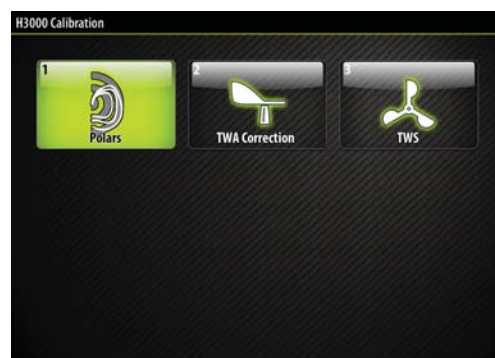 H3000 Calibration
1
Polars
2
TWA Correction
3
TWS